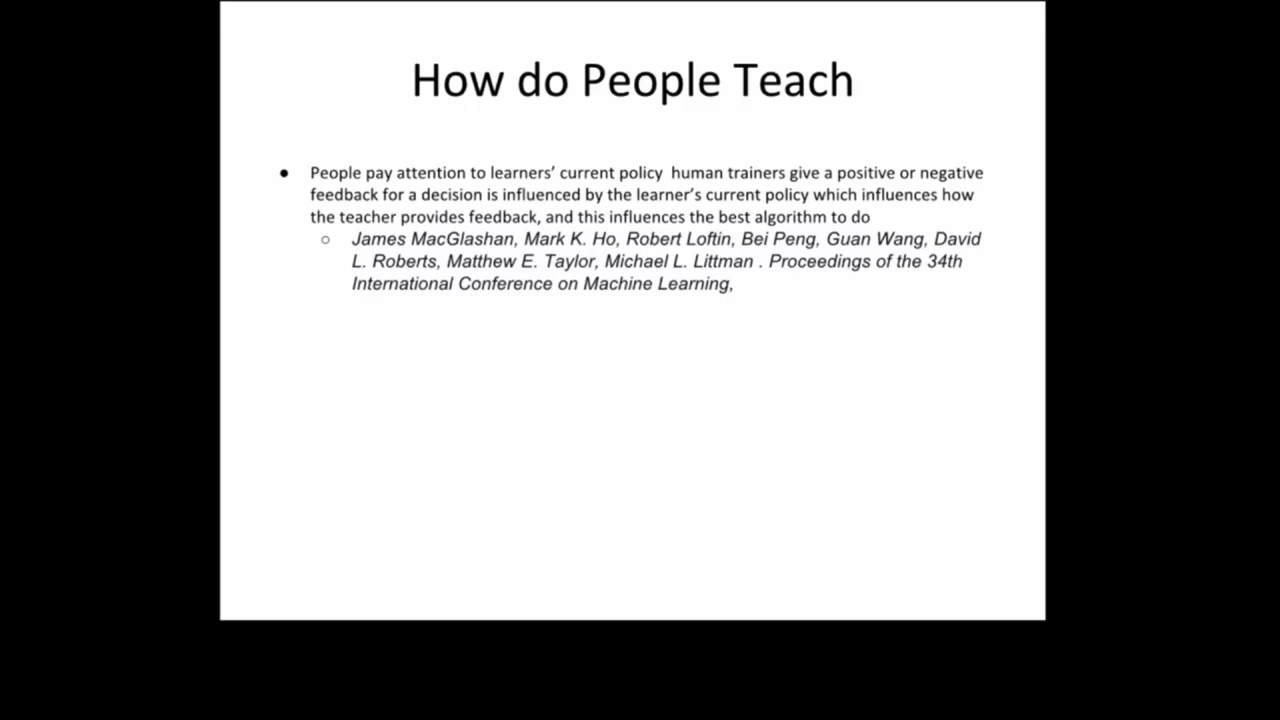 How do People Teach
● People pay attention to learners’ current policy  human trainers give a positive or negative
feedback for a decision is influenced by the learner’s current policy which influences how
the teacher provides feedback, and this influences the best algorithm to do
○ James MacGlashan, Mark K. Ho, Robert Loftin, Bei Peng, Guan Wang, David
L. Roberts, Matthew E. Taylor, Michael L. Littman . Proceedings of the 34th
International Conference on Machine Learning,